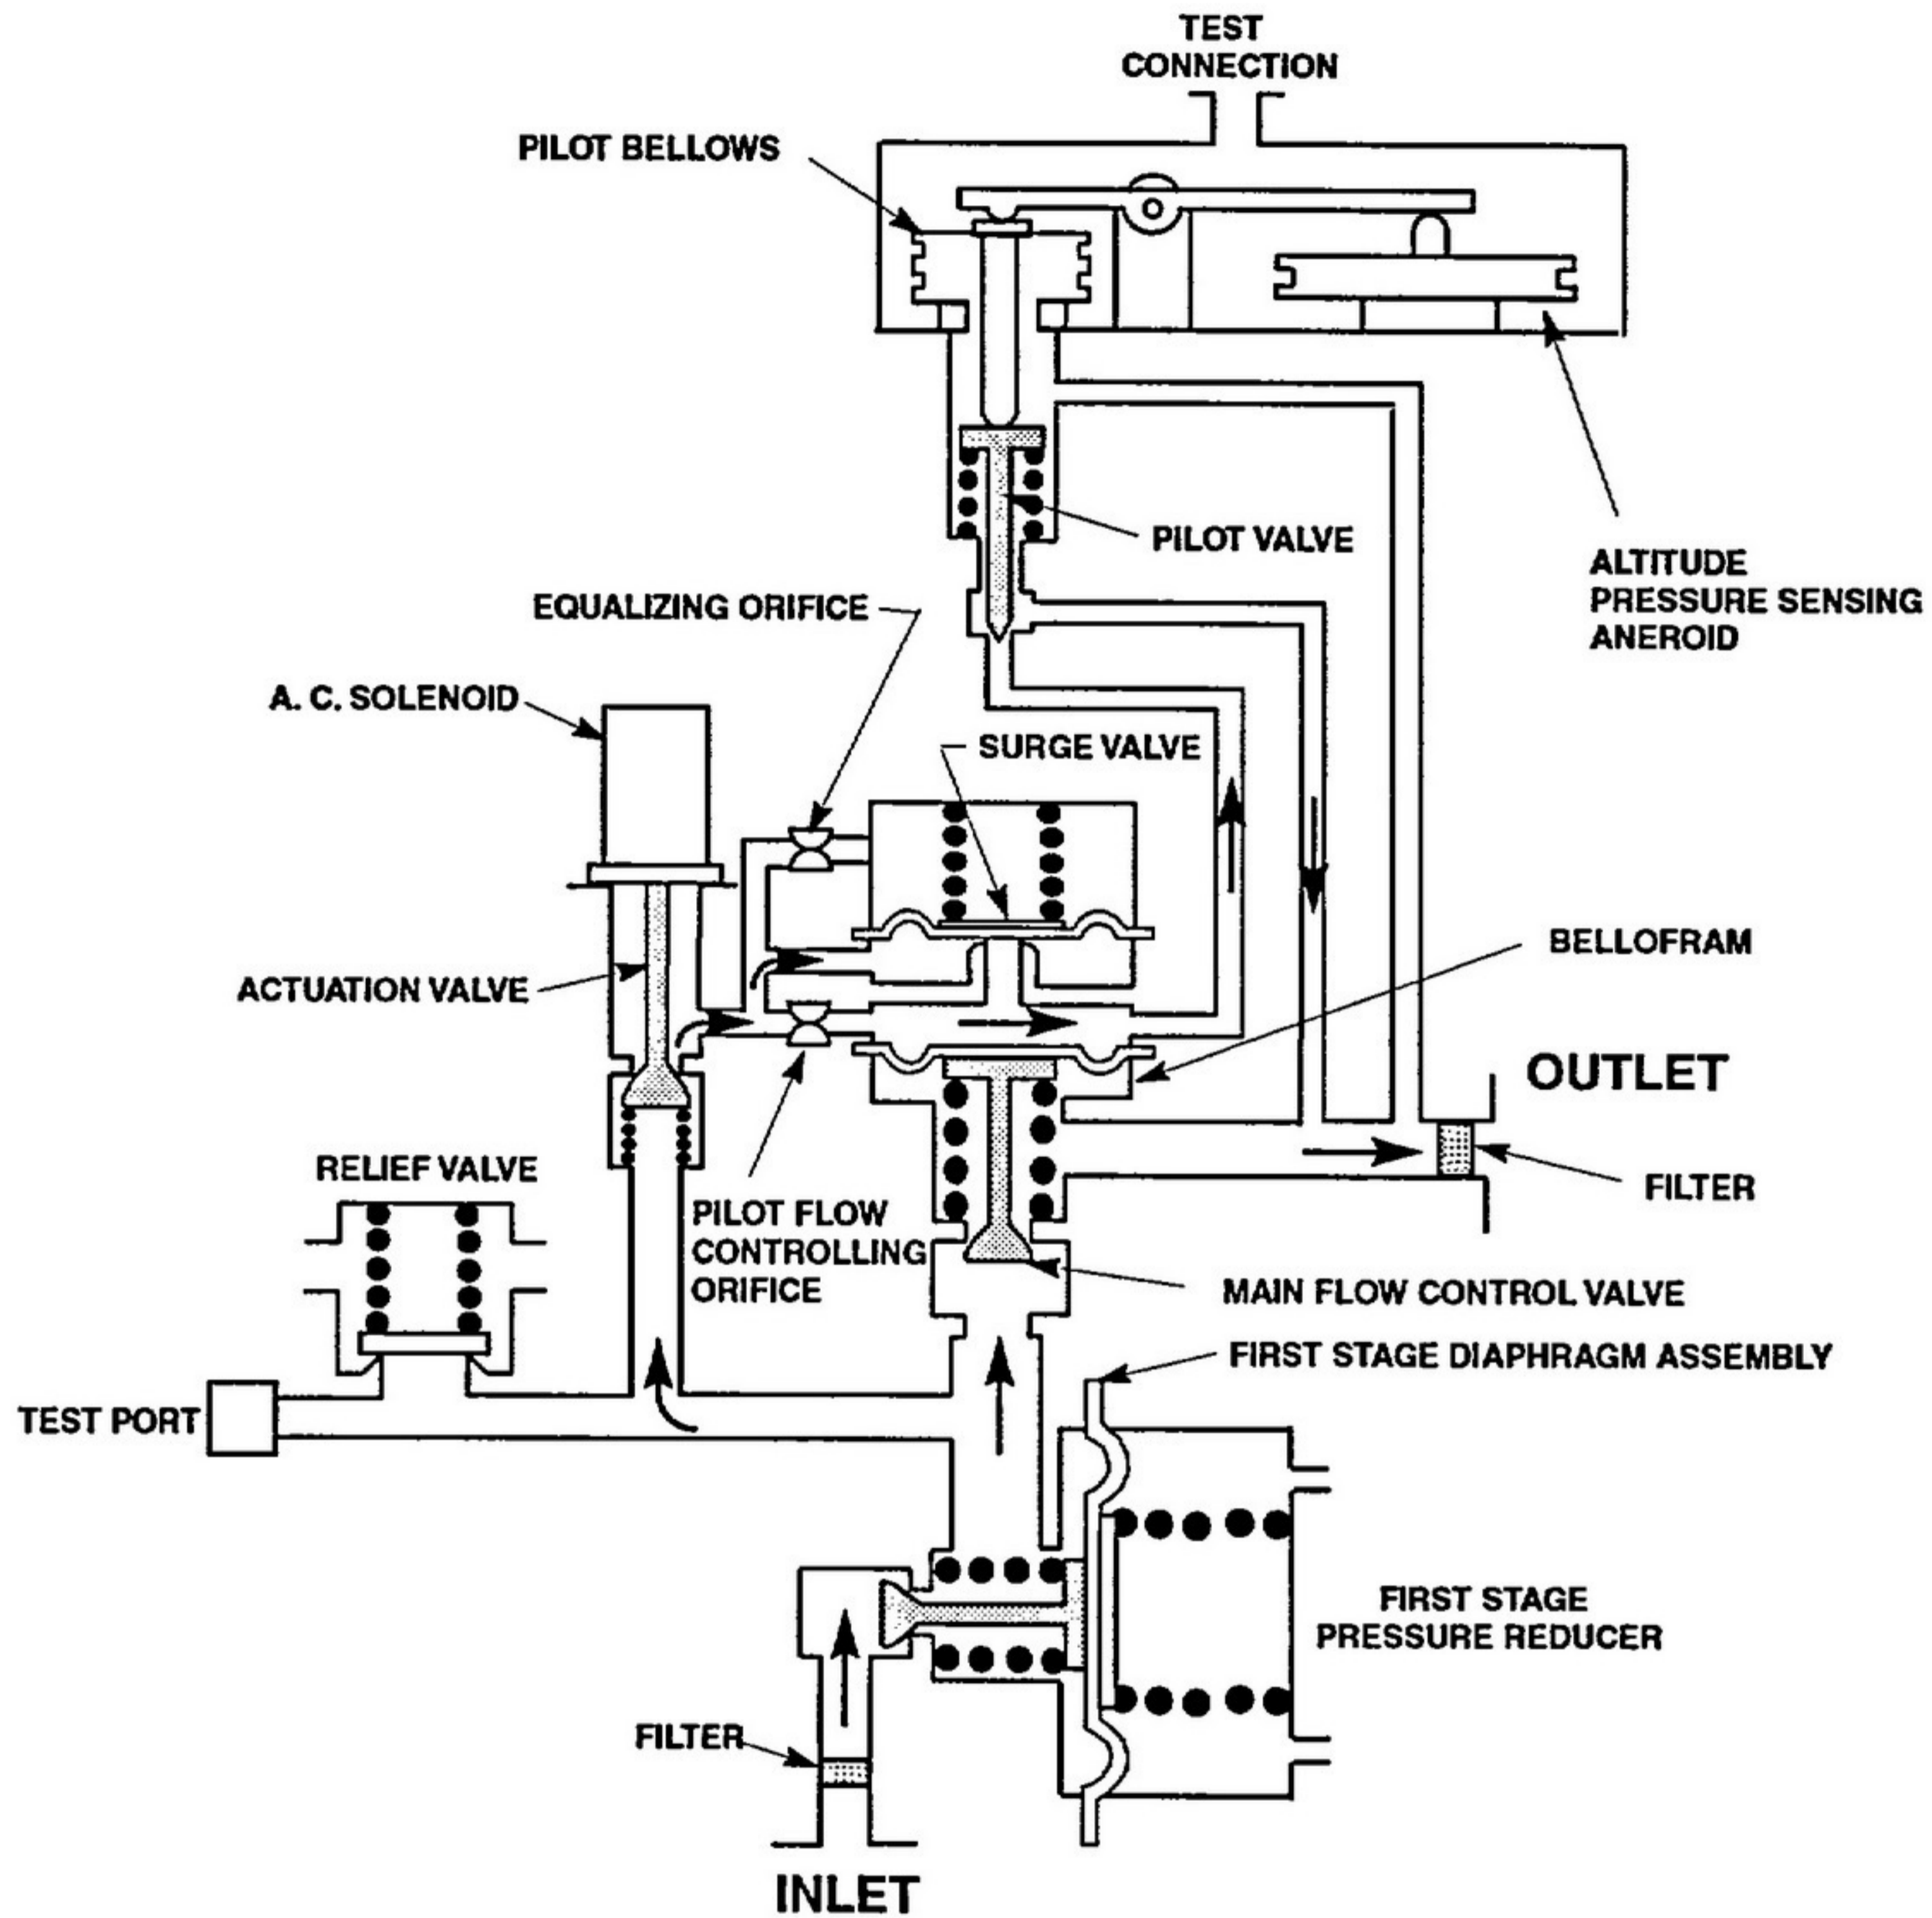 TEST
CONNECTION
PILOT BELLOWS
PILOT VALVE
ALTITUDE
PRESSURE SENSING
ANEROID
EQUALIZING ORIFICE
A. C. SOLENOID
SURGE VALVE
BELLOFRAM
ACTUATION VALVE
OUTLET
RELIEF VALVE
FILTER
PILOT FLOW
CONTROLLING
ORIFICE
MAIN FLOW CONTROL VALVE
FIRST STAGE DIAPHRAGM ASSEMBLY
TEST PORT
FIRST STAGE
PRESSURE REDUCER
FILTER
INLET